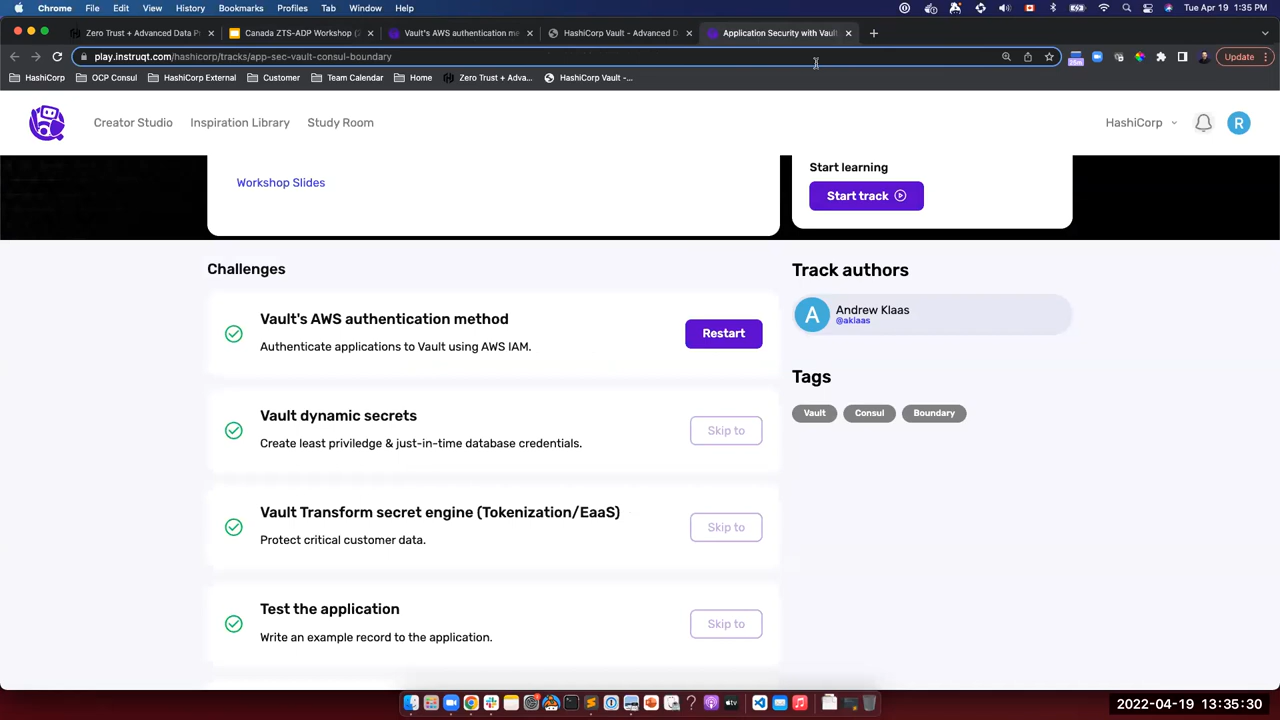 Chrome File Edit View History Bookmarks Profiles Tab Window Help
Tue Apr 19 1:35 PM
Zero Trust + Advanced Data P
Canada ZTS-ADP Workshop (
Vault's AWS authentication me
HashiCorp Vault - Advanced D
Application Security with Vault
play.instruqt.com/hashicorp/tracks/app-sec-vault-consul-boundary
Update
HashiCorp
OCP Consul
HashiCorp External
Customer
Team Calendar
Home
Zero Trust + Adva...
HashiCorp Vault -...
Creator Studio
Inspiration Library
Study Room
HashiCorp
R
Workshop Slides
Start learning
Start track
Challenges
Vault's AWS authentication method
Authenticate applications to Vault using AWS IAM.
Restart
Vault dynamic secrets
Create least priviledge & just-in-time database credentials.
Skip to
Vault Transform secret engine (Tokenization/EaaS)
Protect critical customer data.
Skip to
Test the application
Write an example record to the application.
Skip to
Track authors
A
Andrew Klaas
@aklaas
Tags
Vault
Consul
Boundary
2022-04-19 13:35:30